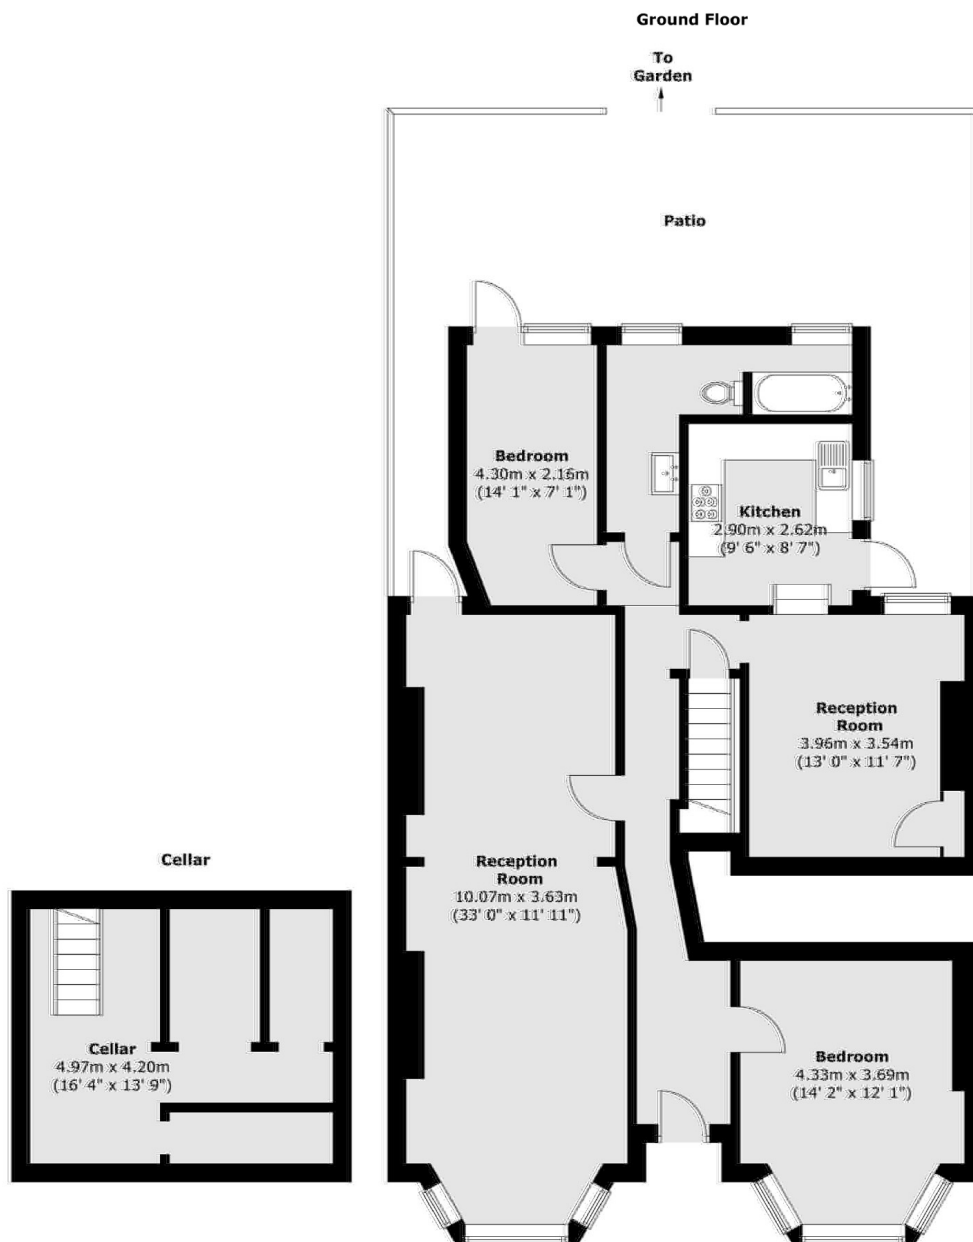 Ground Floor
To
Garden
Patio
Bedroom
4.30m x 2.16m
(14' 1" x 7' 1")
Kitchen
2.90m x 2.62m
(9' 6" x 8' 7")
Reception
Room
3.96m x 3.54m
(13' 0" x 11' 7")
Reception
Room
10.07m x 3.63m
(33' 0" x 11' 11")
Cellar
Cellar
4.97m x 4.20m
(16' 4" x 13' 9")
Bedroom
4.33m x 3.69m
(14' 2" x 12' 1")